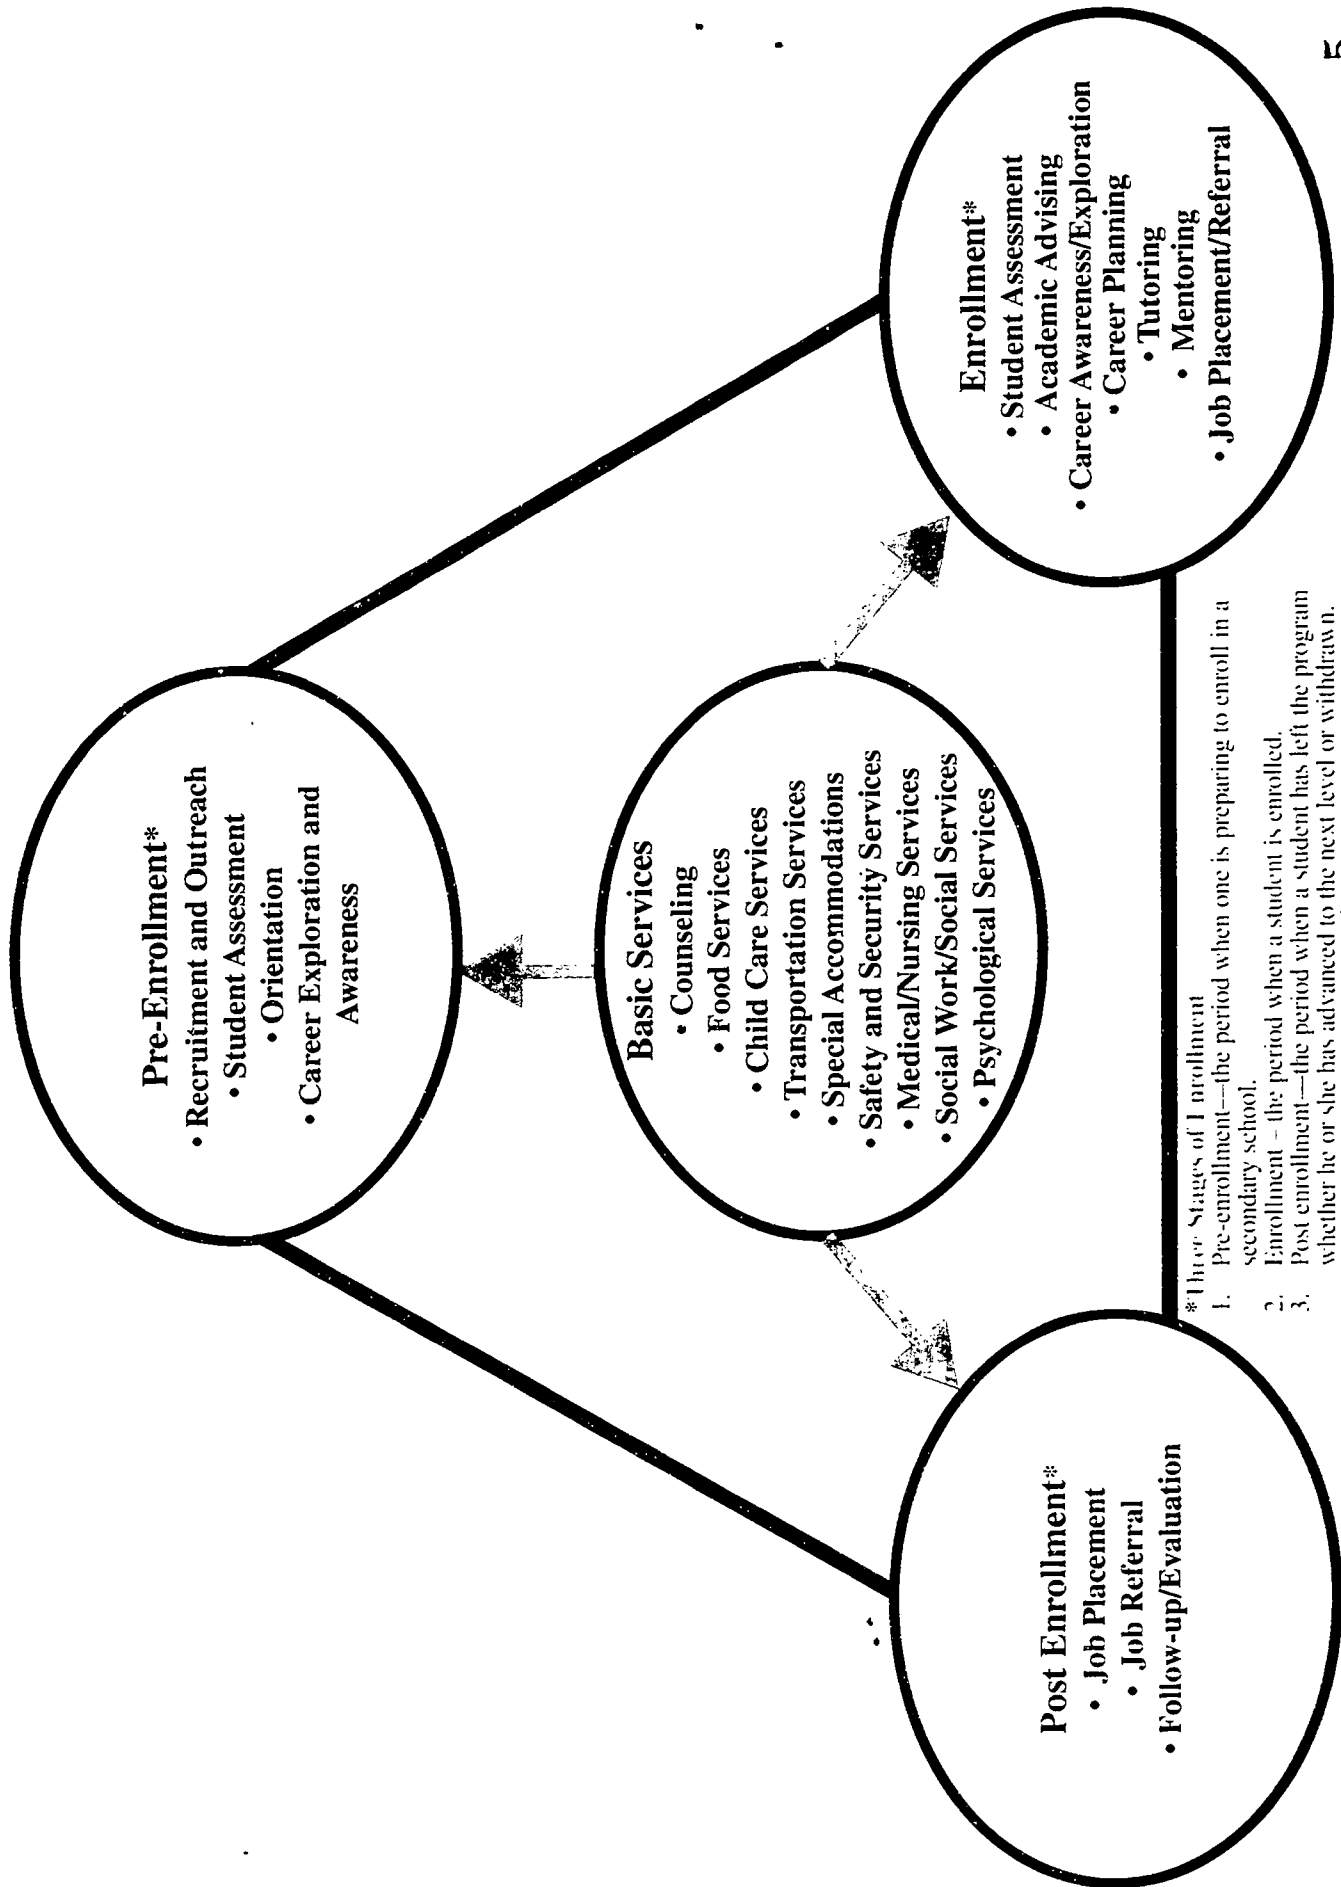 Pre-Enrollment*
• Recruitment and Outreach
• Student Assessment
• Orientation
• Career Exploration and
Awareness
Basic Services
• Counseling
• Food Services
• Child Care Services
• Transportation Services
• Special Accommodations
• Safety and Security Services
• Medical/Nursing Services
• Social Work/Social Services
• Psychological Services
Post Enrollment*
• Job Placement
• Job Referral
• Follow-up/Evaluation
Enrollment*
• Student Assessment
• Academic Advising
• Career Awareness/Exploration
• Career Planning
• Tutoring
• Mentoring
• Job Placement/Referral
*Three Stages of Enrollment
1. Pre-enrollment—the period when one is preparing to enroll in a
secondary school.
2. Enrollment – the period when a student is enrolled.
3. Post enrollment—the period when a student has left the program
whether he or she has advanced to the next level or withdrawn.